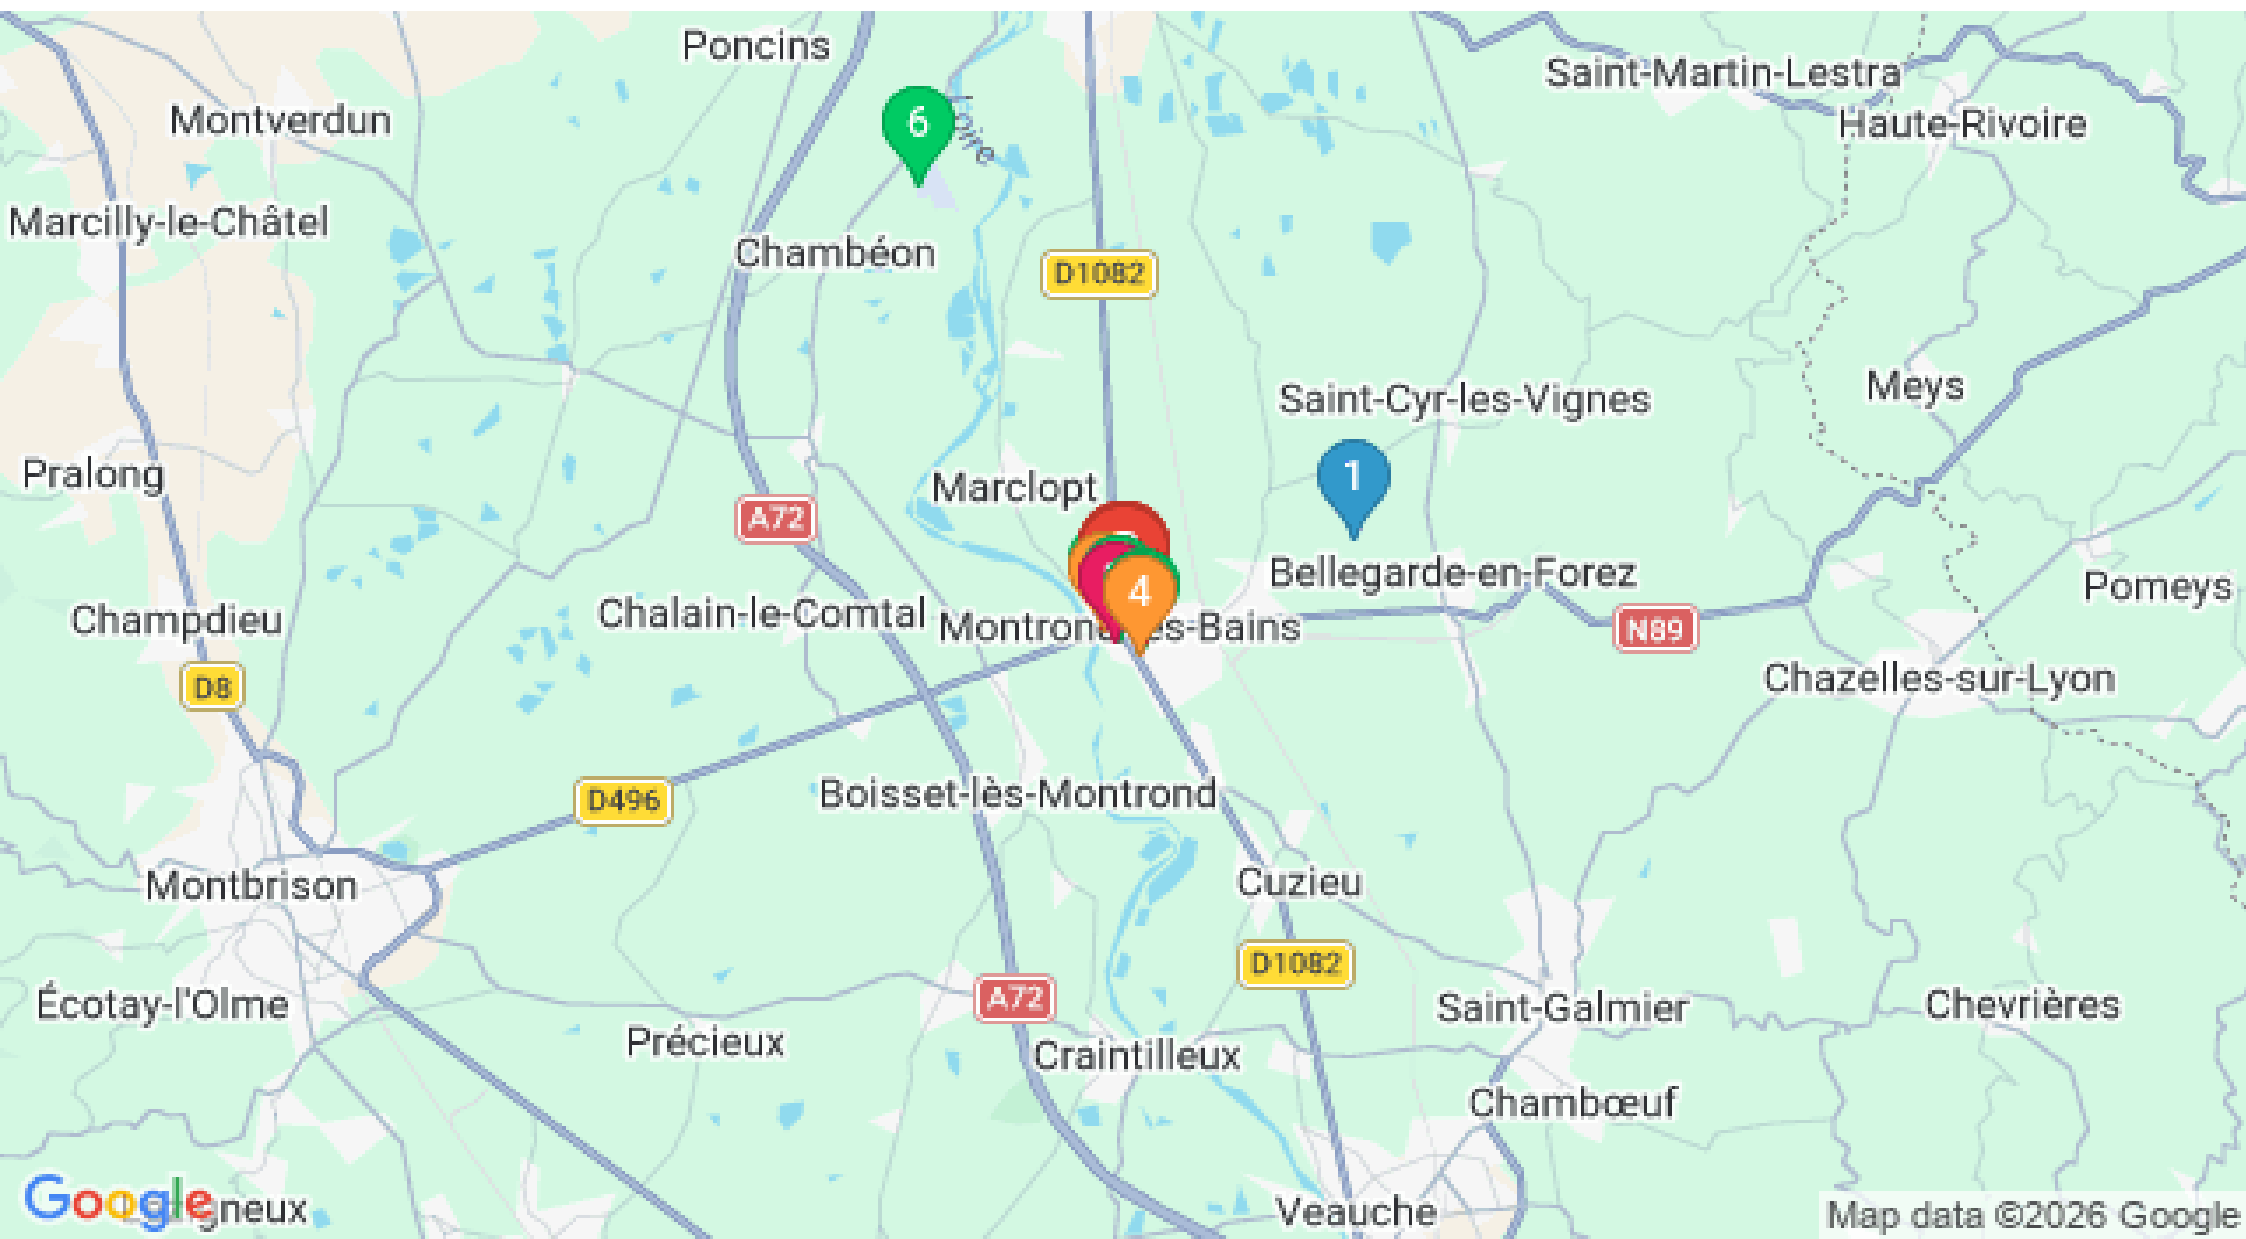 Poncins
Saint-Martin-Lestra
Montverdun
6
Loire
Haute-Rivoire
Marcilly-le-Châtel
Chambéon
D1082
Meys
Saint-Cyr-les-Vignes
Pralong
1
Marclopt
A72
Bellegarde-en-Forez
Pomeys
4
Champdieu
Chalain-le-Comtal
Montrond-les-Bains
N89
D8
Chazelles-sur-Lyon
D496
Boisset-lès-Montrond
Montbrison
Cuzieu
D1082
A72
Écotay-l'Olme
Saint-Galmier
Chevrières
Précieux
Craintilleux
Chambœuf
Google
gneux
Veauche
Map data ©2026 Google